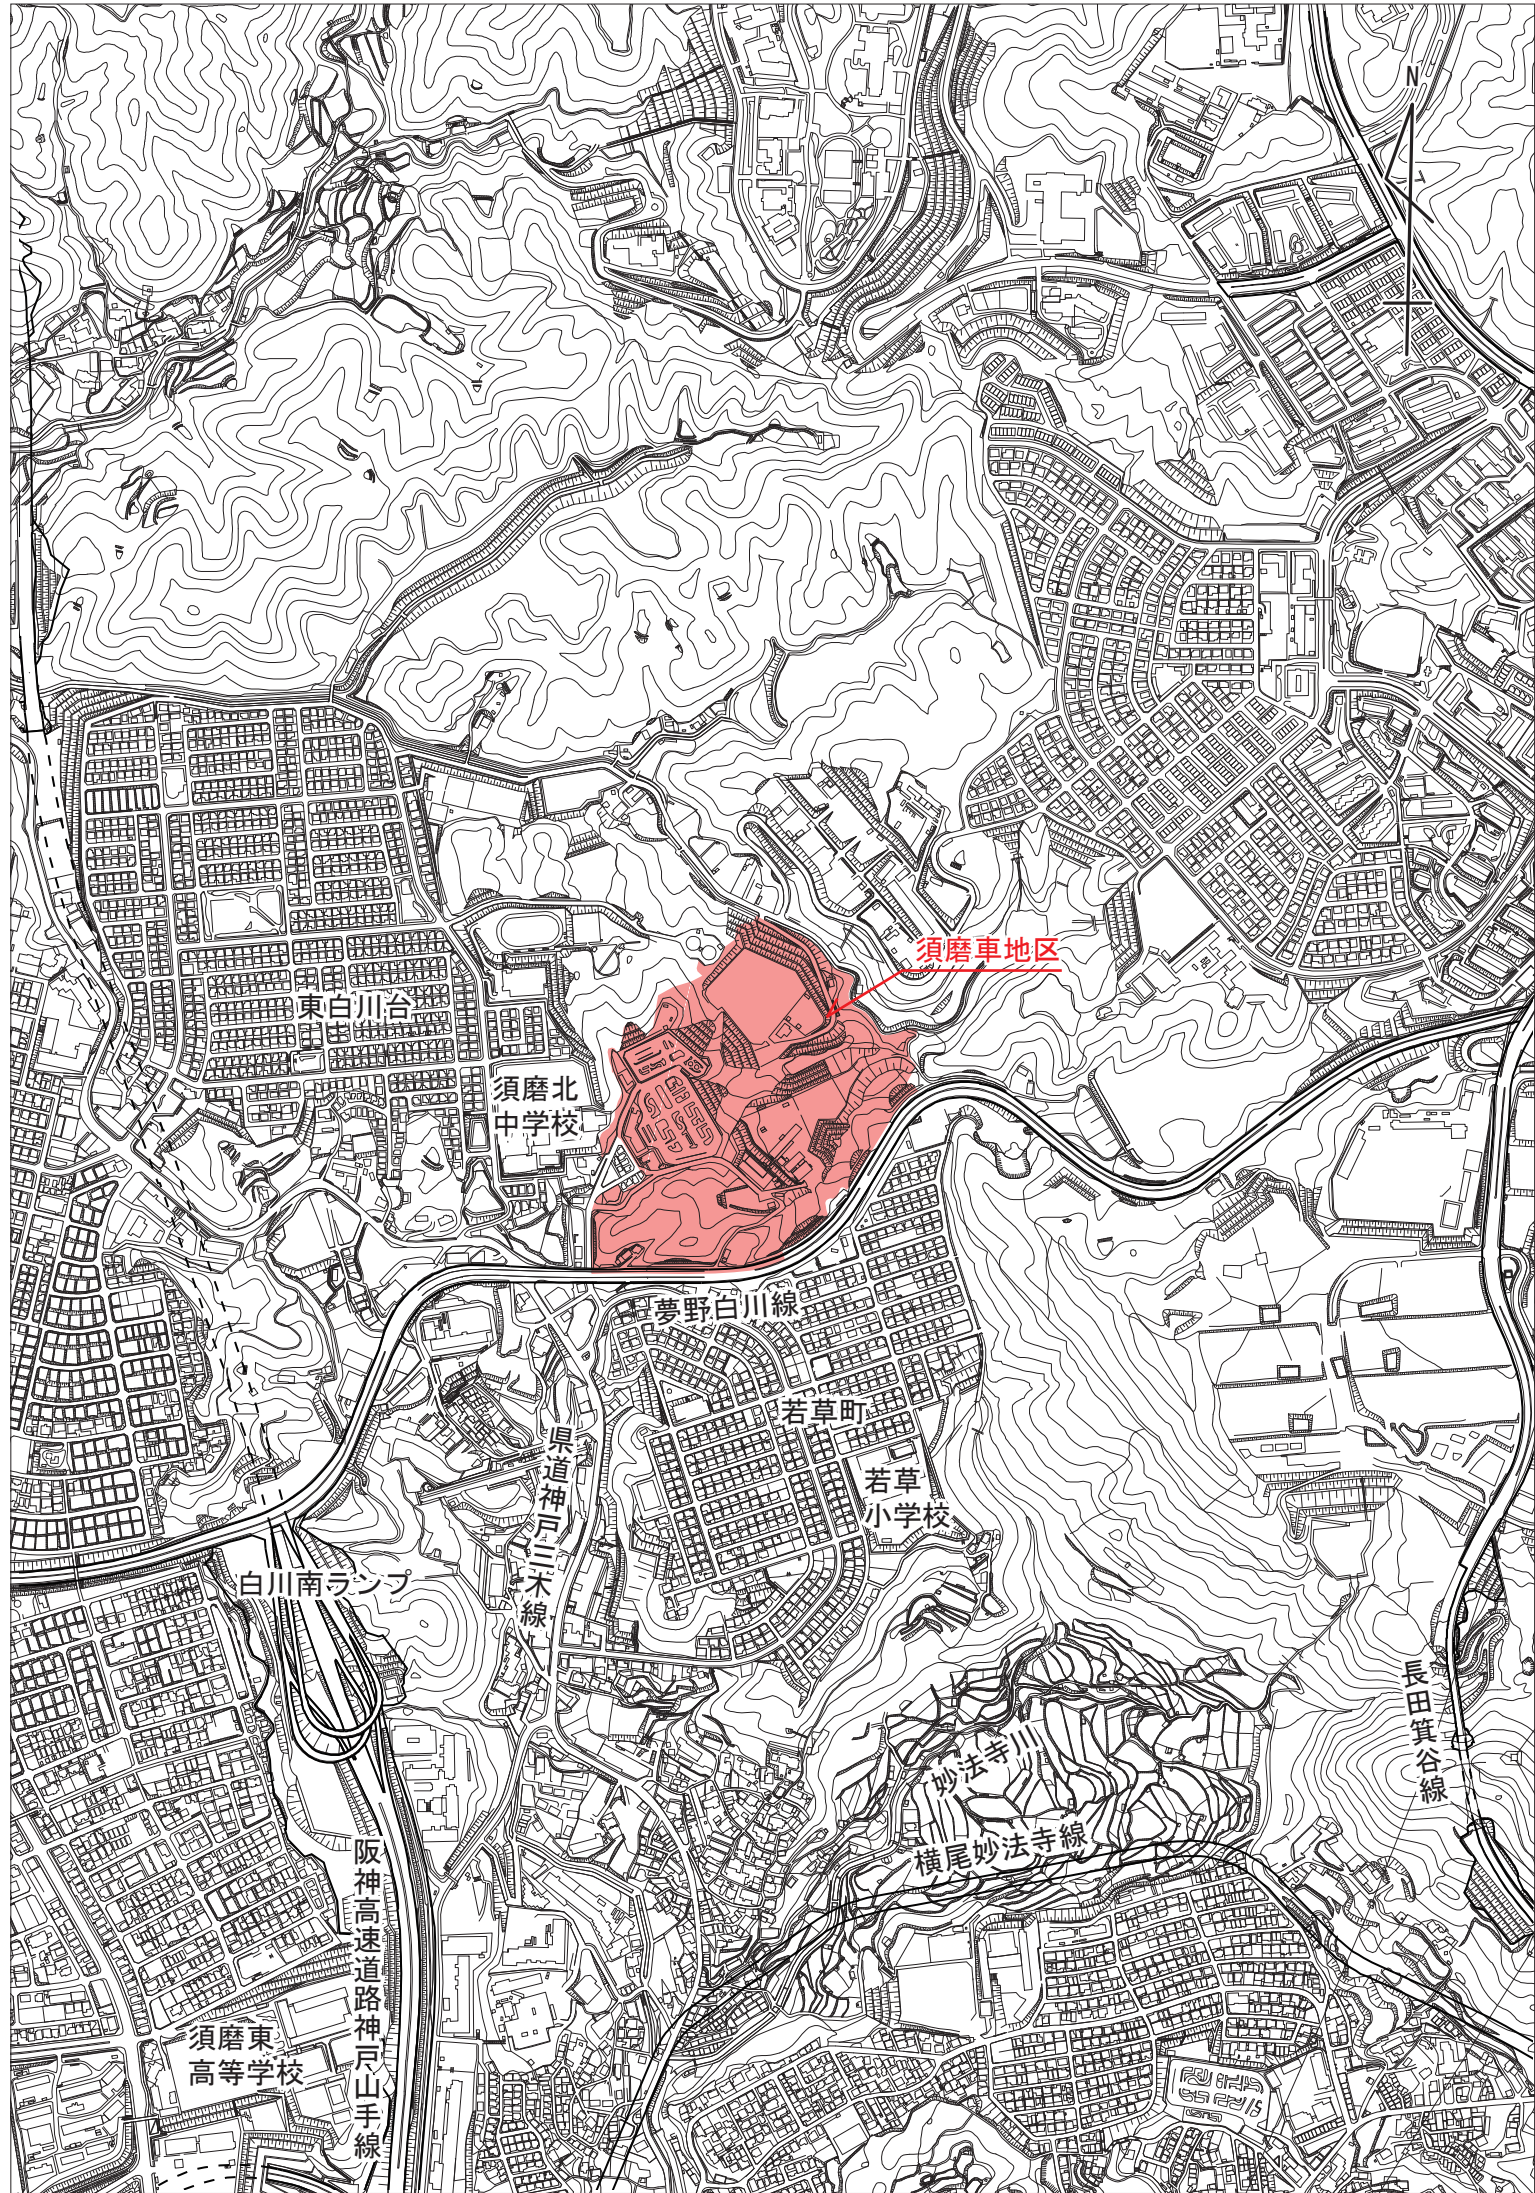 N
須磨車地区
東白川台
須磨北
中学校
夢野白川線
若草町
県道神戸三木線
若草
小学校
白川南ランプ
長田箕谷線
妙法寺川
横尾妙法寺線
阪神高速道路神戸山手線
須磨東
高等学校